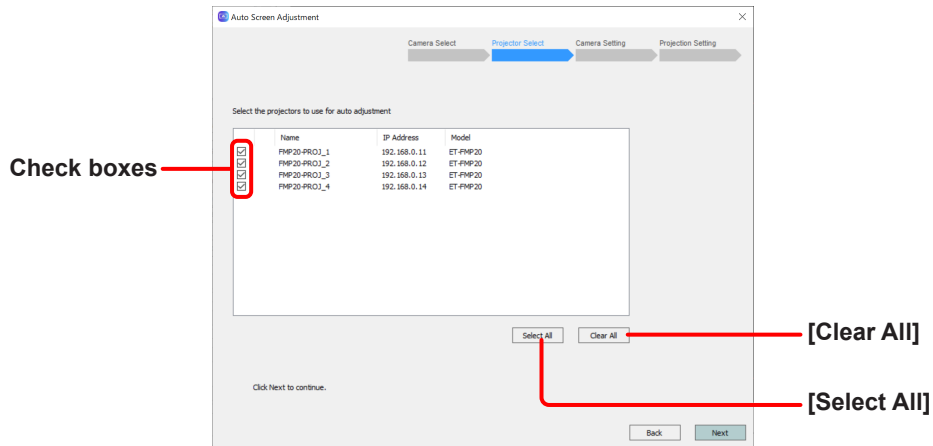 Auto Screen Adjustment
Camera Select Projector Select Camera Setting Projection Setting
Select the projectors to use for auto adjustment
Name IP Address Model
FMP20-PROJ_1 192.168.0.11 ET-FMP20
FMP20-PROJ_2 192.168.0.12 ET-FMP20
FMP20-PROJ_3 192.168.0.13 ET-FMP20
FMP20-PROJ_4 192.168.0.14 ET-FMP20
Check boxes
Select All Clear All
[Clear All]
Click Next to continue.
[Select All]
Back Next